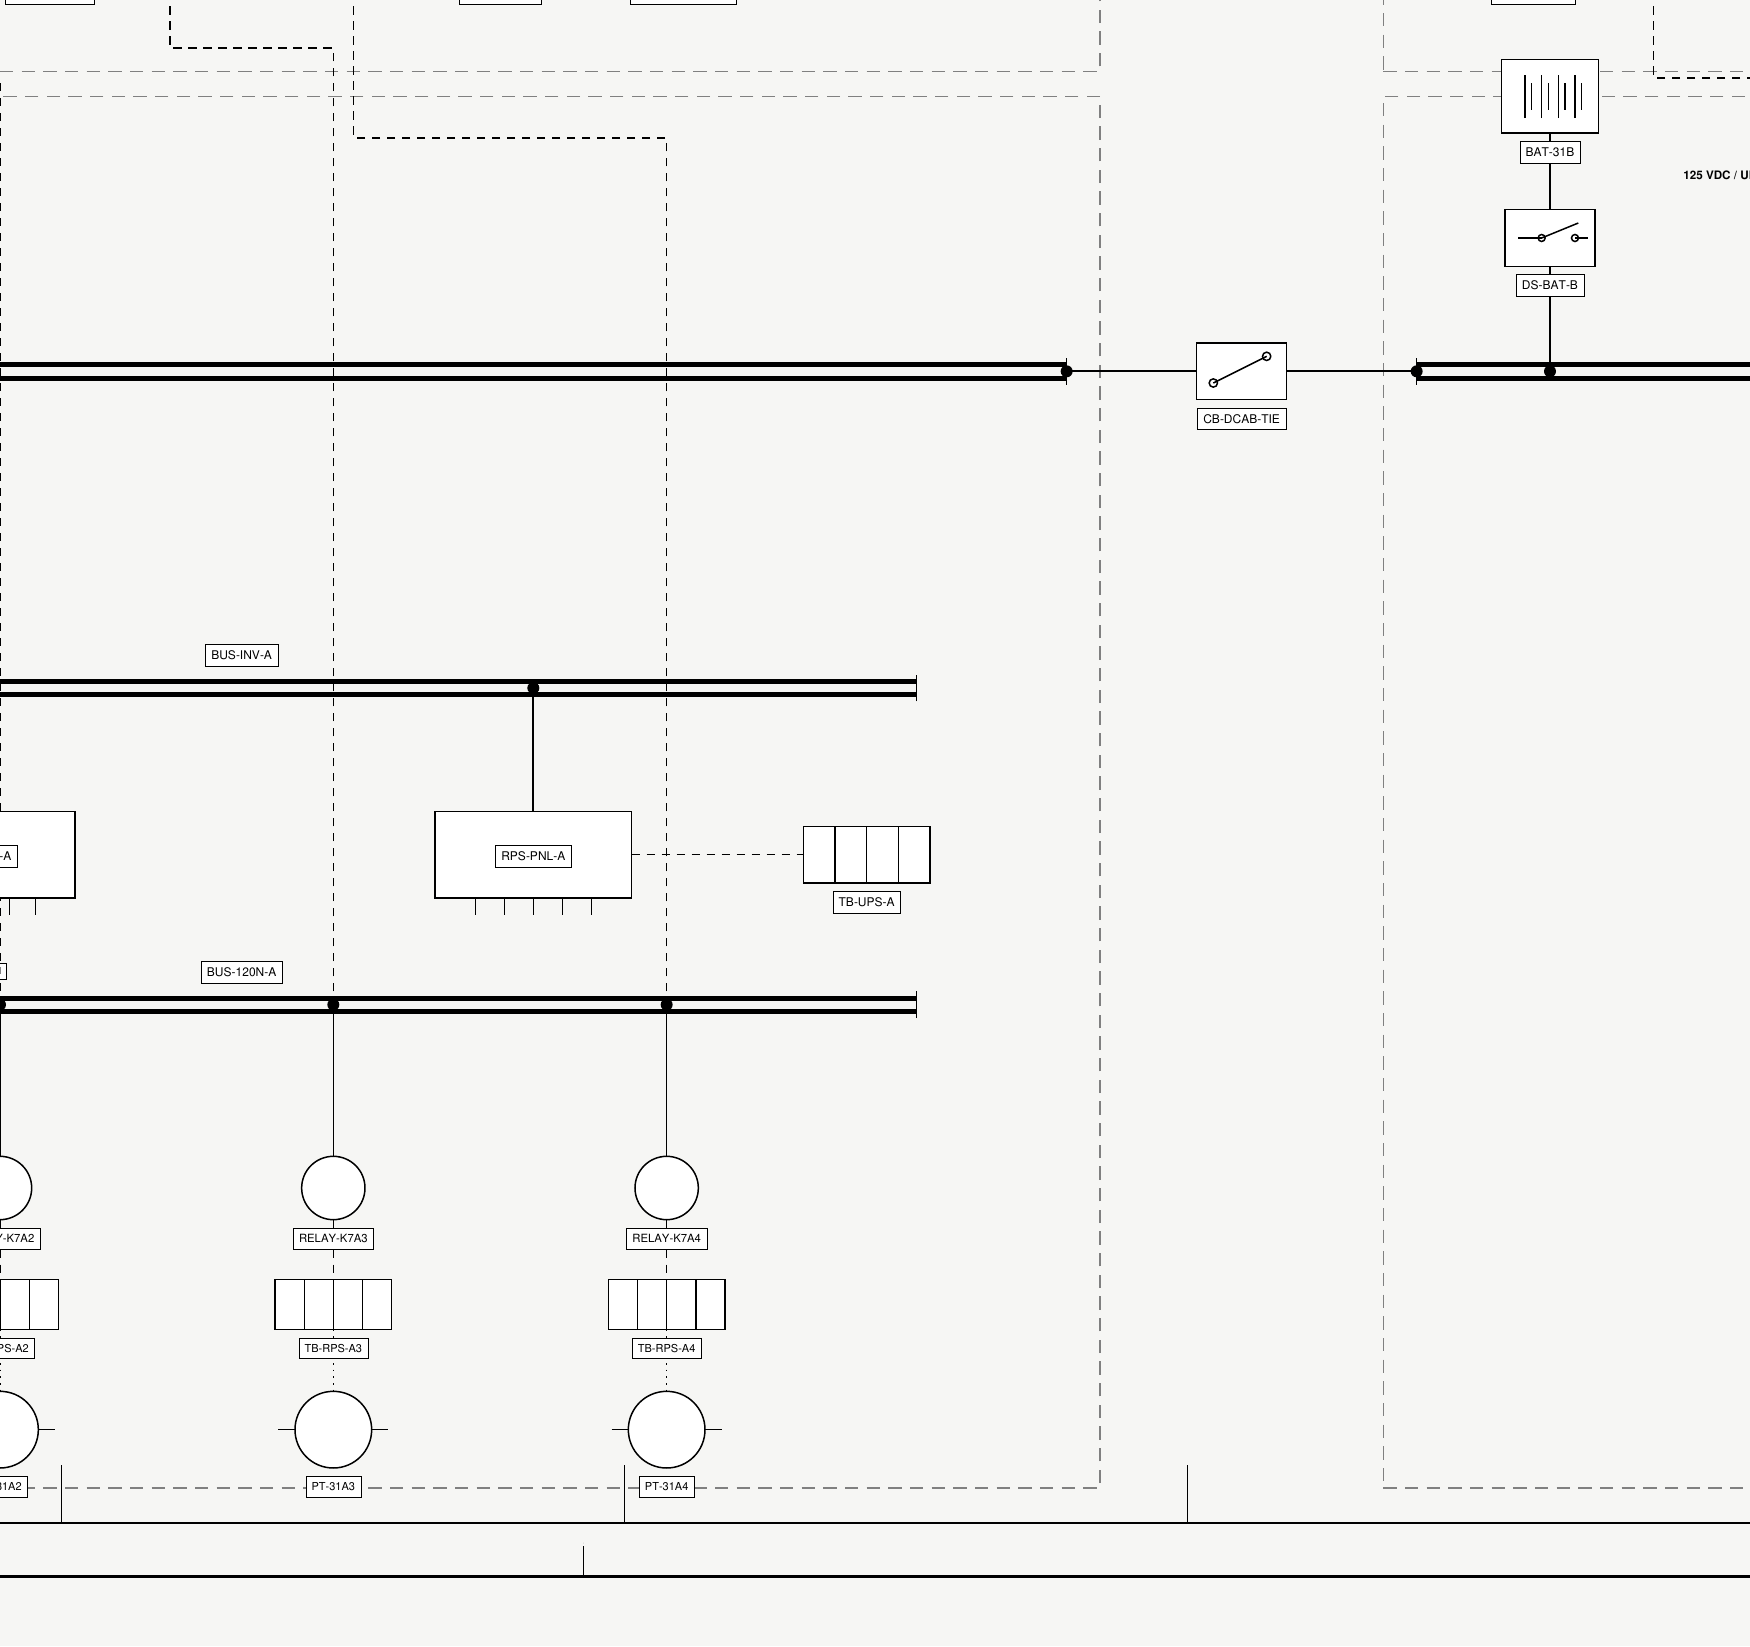 BAT-31B
125 VDC /
DS-BAT-B
CB-DCAB-TIE
BUS-INV-A
-A
RPS-PNL-A
TB-UPS-A
BUS-120N-A
-K7A2
RELAY-K7A3
RELAY-K7A4
PS-A2
TB-RPS-A3
TB-RPS-A4
31A2
PT-31A3
PT-31A4